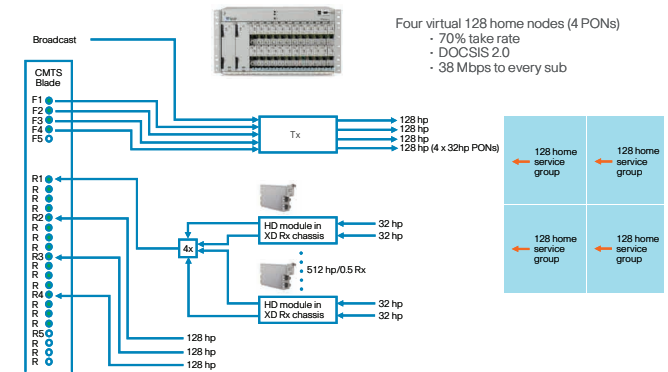 Four virtual 128 home nodes (4 PONs)
• 70% take rate
• DOCSIS 2.0
• 38 Mbps to every sub
Broadcast
CMTS
Blade
F1
F2
F3
F4
F5
Tx
128 hp
128 hp
128 hp
128 hp (4 x 32hp PONs)
128 home
service
group
128 home
service
group
128 home
service
group
128 home
service
group
R1
R
R
R
R2
R
R
R
R3
R
R
R
R4
R
R
R
R5
R
R
R
4x
HD module in
XD Rx chassis
32 hp
32 hp
512 hp/0.5 Rx
HD module in
XD Rx chassis
32 hp
32 hp
128 hp
128 hp
128 hp